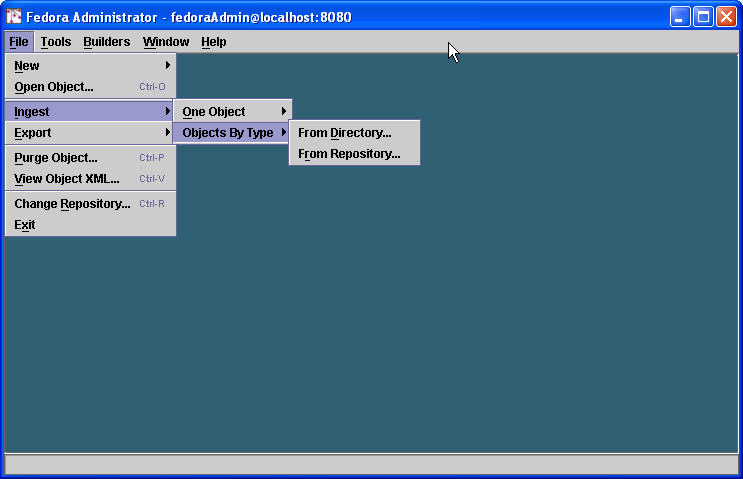 Fedora Administrator - fedoraAdmin@localhost:8080
File Tools Builders Window Help
New
Open Object... Ctrl-O
Ingest One Object
Export Objects By Type From Directory...
From Repository...
Purge Object... Ctrl-P
View Object XML... Ctrl-V
Change Repository... Ctrl-R
Exit